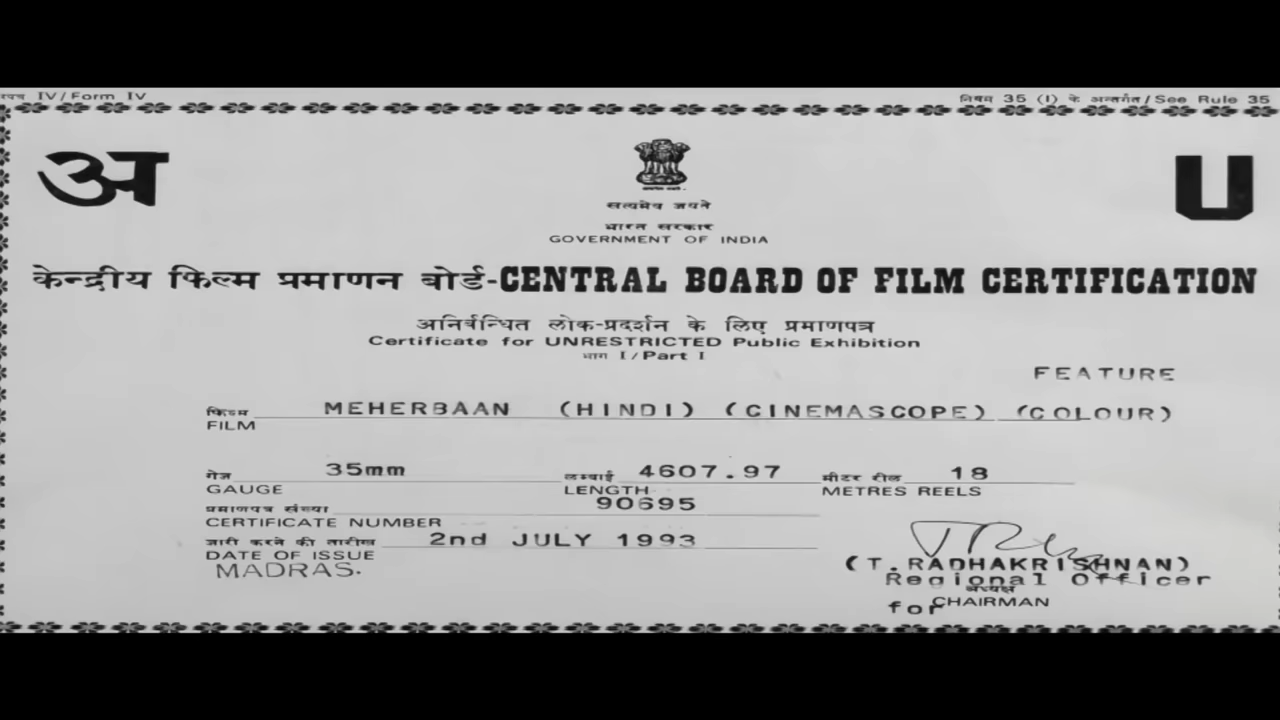 IV/Form IV
नियम 35 (I) के अन्तर्गत/See Rule 35
अ
U
सत्यमेव जयते
भारत सरकार
GOVERNMENT OF INDIA
केन्द्रीय फिल्म प्रमाणन बोर्ड-CENTRAL BOARD OF FILM CERTIFICATION
अनिर्बन्धित लोक-प्रदर्शन के लिए प्रमाणपत्र
Certificate for UNRESTRICTED Public Exhibition
भाग I/Part I
FEATURE
फिल्म MEHERBAAN (HINDI) (CINEMASCOPE) (COLOUR)
FILM
गेज 35mm लम्बाई 4607.97 मीटर रील 18
GAUGE LENGTH METRES REELS
प्रमाणपत्र संख्या 90695
CERTIFICATE NUMBER
जारी करने की तारीख 2nd JULY 1993
DATE OF ISSUE
MADRAS.
(T.RADHAKRISHNAN)
Regional Officer
अध्यक्ष
for CHAIRMAN